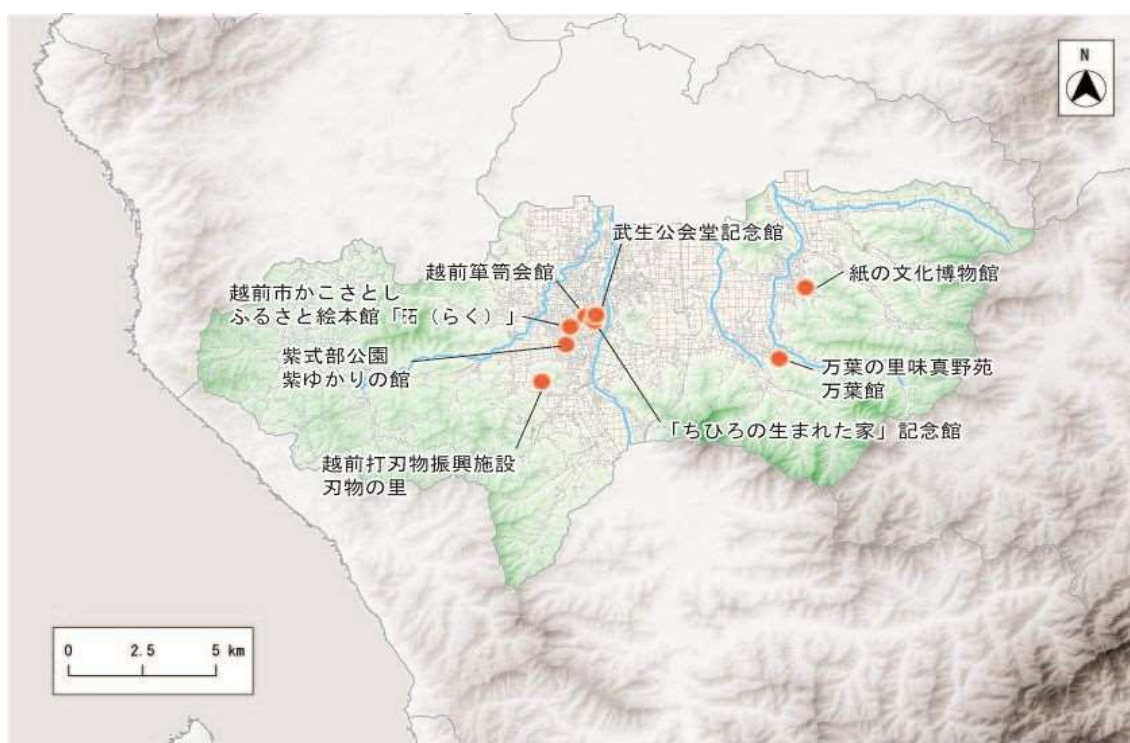 N
武生公会堂記念館
越前箪笥会館
紙の文化博物館
越前市かこさとし
ふるさと絵本館「䂖（らく）」
紫式部公園
紫ゆかりの館
万葉の里味真野苑
万葉館
「ちひろの生まれた家」記念館
越前打刃物振興施設
刃物の里
0 2.5 5 km